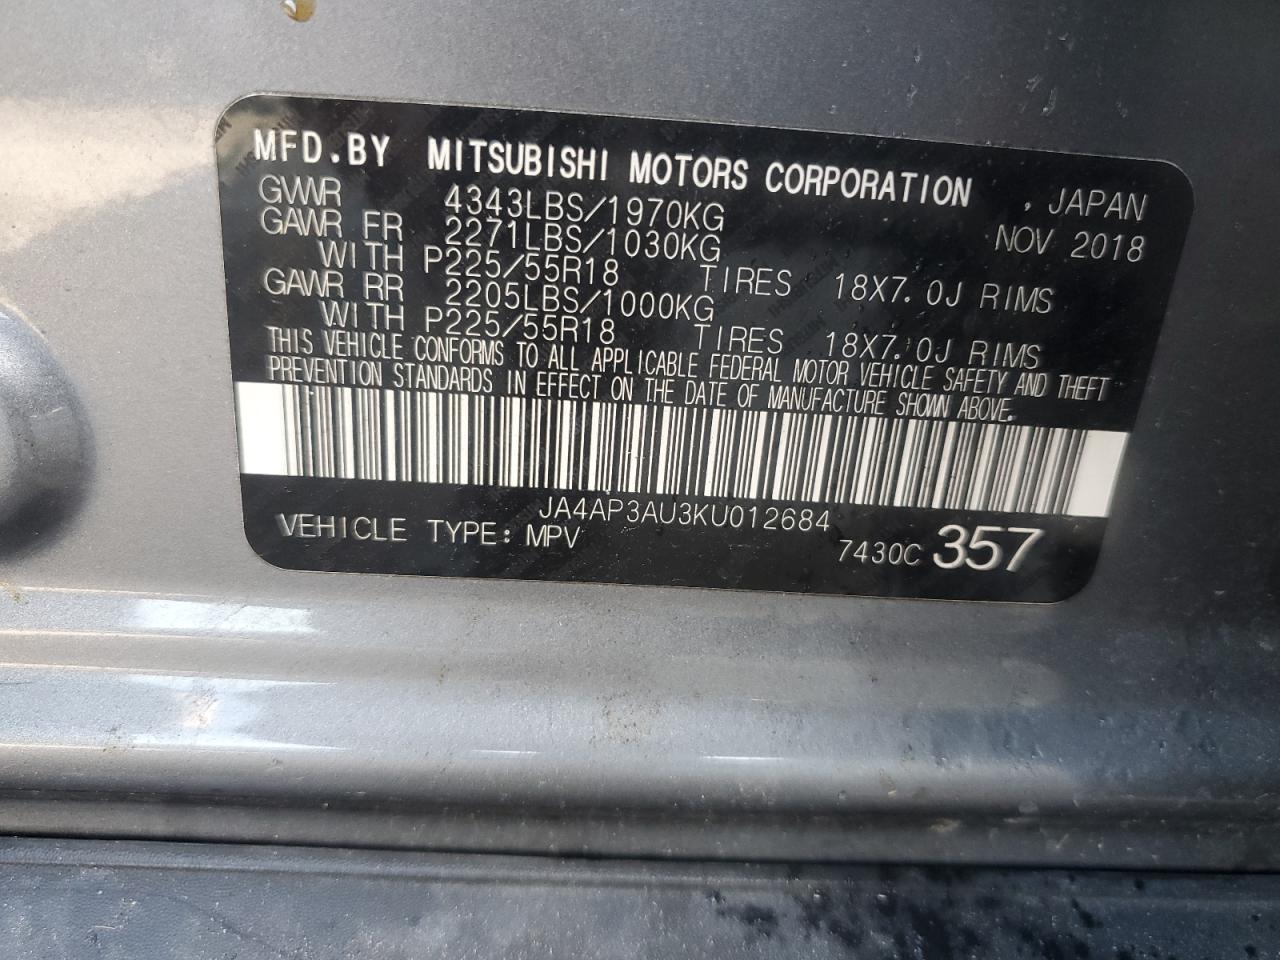 MFD.BY MITSUBISHI MOTORS CORPORATION , JAPAN
GVWR 4343LBS/1970KG NOV 2018
GAWR FR 2271LBS/1030KG
WITH P225/55R18 TIRES 18X7.0J RIMS
GAWR RR 2205LBS/1000KG
WITH P225/55R18 TIRES 18X7.0J RIMS
THIS VEHICLE CONFORMS TO ALL APPLICABLE FEDERAL MOTOR VEHICLE SAFETY AND THEFT
PREVENTION STANDARDS IN EFFECT ON THE DATE OF MANUFACTURE SHOWN ABOVE.
JA4AP3AU3KU012684
VEHICLE TYPE: MPV 7430C 357